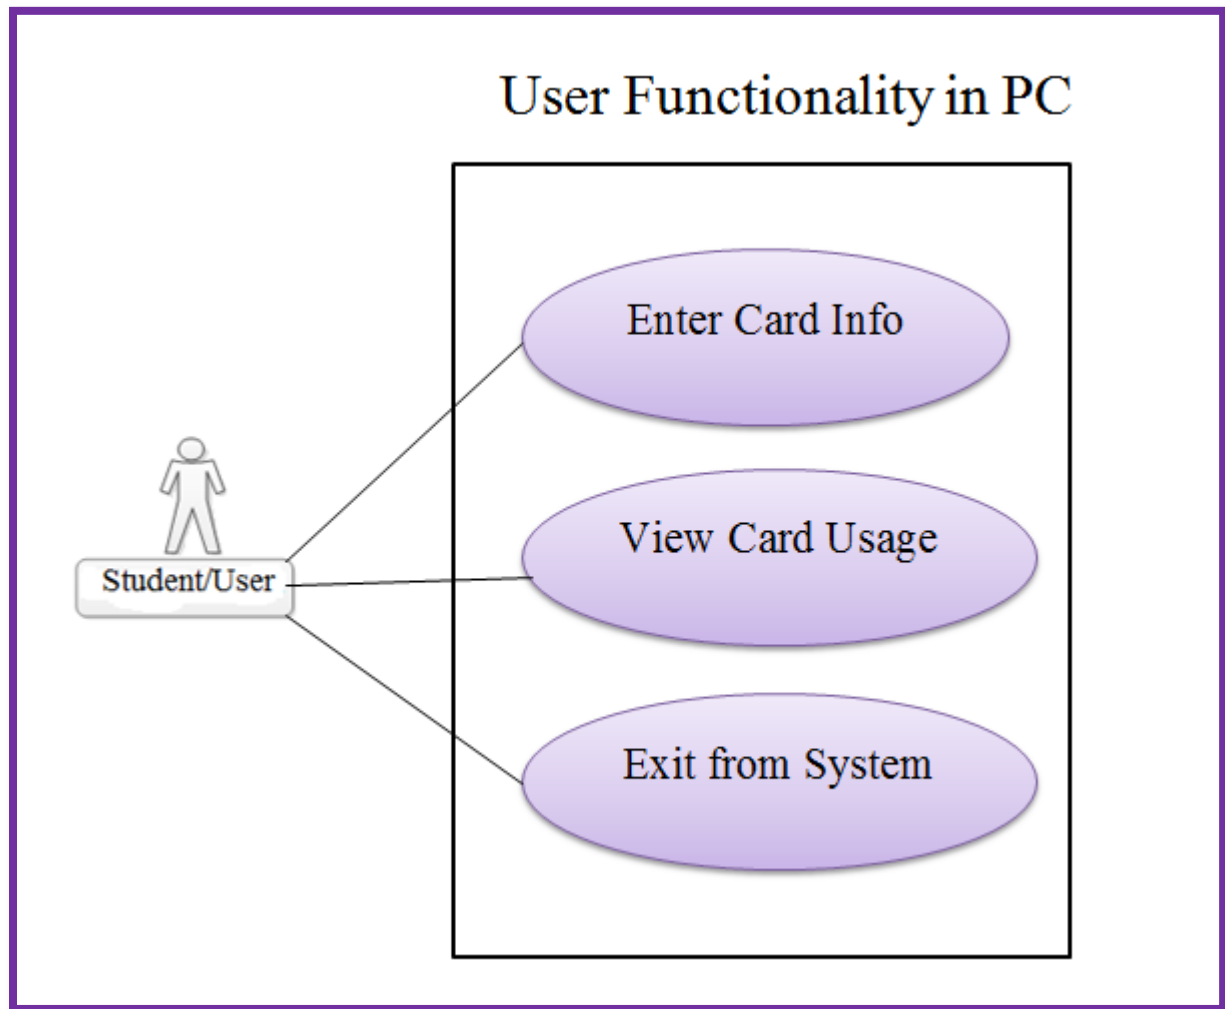 User Functionality in PC
Enter Card Info
View Card Usage
Student/User
Exit from System